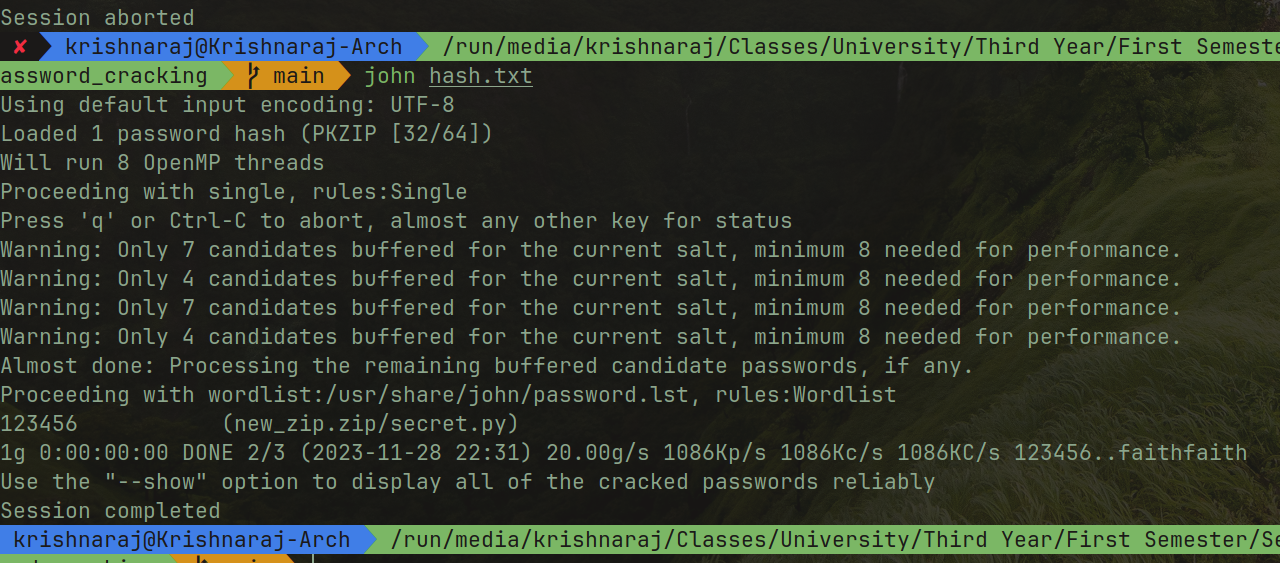 Session aborted
✘ krishnaraj@Krishnaraj-Arch /run/media/krishnaraj/Classes/University/Third Year/First Semeste
assword_cracking main john hash.txt
Using default input encoding: UTF-8
Loaded 1 password hash (PKZIP [32/64])
Will run 8 OpenMP threads
Proceeding with single, rules:Single
Press 'q' or Ctrl-C to abort, almost any other key for status
Warning: Only 7 candidates buffered for the current salt, minimum 8 needed for performance.
Warning: Only 4 candidates buffered for the current salt, minimum 8 needed for performance.
Warning: Only 7 candidates buffered for the current salt, minimum 8 needed for performance.
Warning: Only 4 candidates buffered for the current salt, minimum 8 needed for performance.
Almost done: Processing the remaining buffered candidate passwords, if any.
Proceeding with wordlist:/usr/share/john/password.lst, rules:Wordlist
123456 (new_zip.zip/secret.py)
1g 0:00:00:00 DONE 2/3 (2023-11-28 22:31) 20.00g/s 1086Kp/s 1086Kc/s 1086KC/s 123456..faithfaith
Use the "--show" option to display all of the cracked passwords reliably
Session completed
krishnaraj@Krishnaraj-Arch /run/media/krishnaraj/Classes/University/Third Year/First Semester/Se